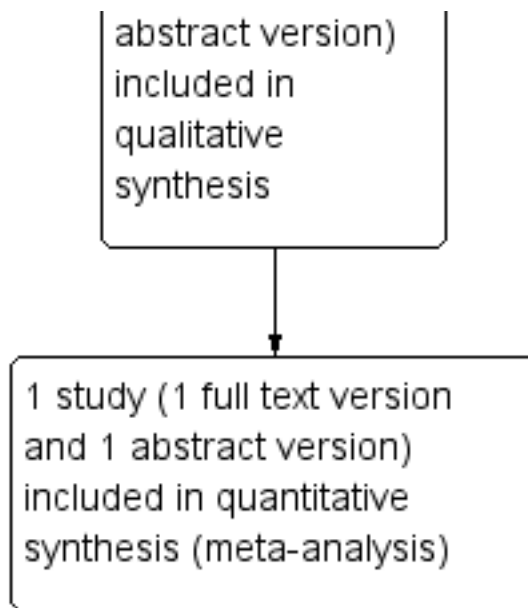 abstract version)
included in
qualitative
synthesis
1 study (1 full text version
and 1 abstract version)
included in quantitative
synthesis (meta-analysis)